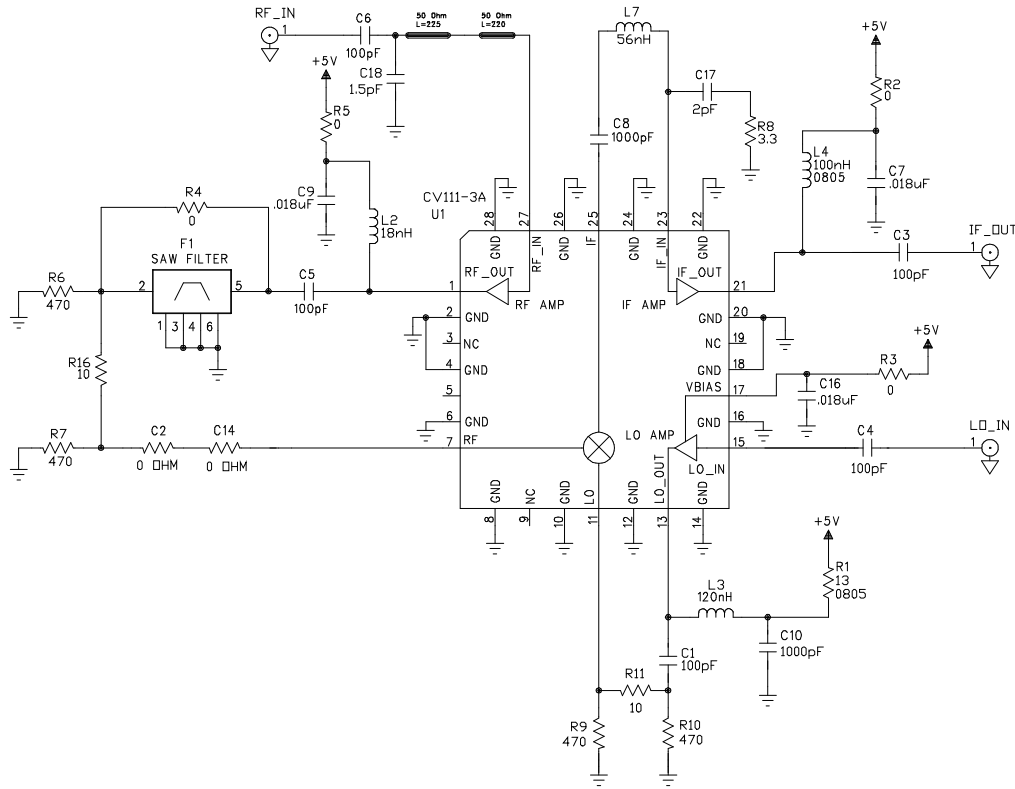 RF_IN
1
C6
100pF
50 Ohm
L=225
50 Ohm
L=220
C18
1.5pF
L7
56nH
+5V
R5
0
C9
.018uF
L2
18nH
C8
1000pF
C17
2pF
R8
3.3
+5V
R2
0
L4
100nH
0805
C7
.018uF
R4
0
F1
SAW FILTER
2
5
1
3
4
6
R6
470
C5
100pF
CV111-3A
U1
28
GND
27
RF_IN
26
GND
25
IF
24
GND
23
IF_IN
22
GND
1
RF_OUT
RF AMP
IF_OUT
IF AMP
21
C3
100pF
IF_OUT
1
2
GND
3
NC
4
GND
5
6
GND
7
RF
GND
20
NC
19
GND
18
VBIAS
17
GND
16
LO AMP
LO_IN
15
LO_OUT
+5V
R3
0
C16
.018uF
LO_IN
1
C4
100pF
R16
10
R7
470
C2
0 OHM
C14
0 OHM
GND
8
NC
9
GND
10
LO
11
GND
12
13
GND
14
+5V
R1
13
0805
L3
120nH
C10
1000pF
C1
100pF
R11
10
R9
470
R10
470